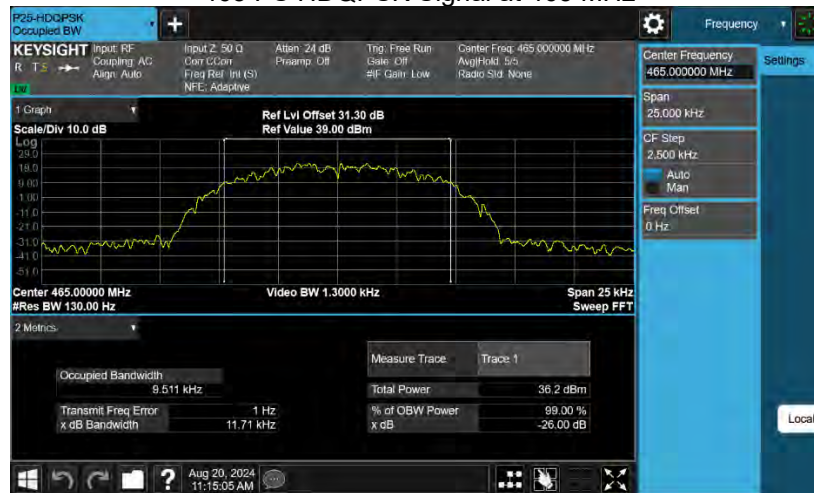 P25-HDQPSK
Occupied BW
Frequency
KEYSIGHT
R T S
Input: RF
Coupling: AC
Align: Auto
Input Z: 50 Ω
Corr CCorr
Freq Ref: Int (S)
NFE: Adaptive
Atten: 24 dB
Preamp: Off
Trig: Free Run
Gate: Off
#IF Gain: Low
Center Freq: 465.000000 MHz
Avg|Hold: 5/5
Radio Std: None
Center Frequency
465.000000 MHz
Settings
Span
25.000 kHz
CF Step
2.500 kHz
Auto
Man
Freq Offset
0 Hz
1 Graph
Scale/Div 10.0 dB
Ref Lvl Offset 31.30 dB
Ref Value 39.00 dBm
Log
29.0
19.0
9.00
-1.00
-11.0
-21.0
-31.0
-41.0
-51.0
Center 465.00000 MHz
#Res BW 130.00 Hz
Video BW 1.3000 kHz
Span 25 kHz
Sweep FFT
2 Metrics
Occupied Bandwidth
9.511 kHz
Transmit Freq Error 1 Hz
x dB Bandwidth 11.71 kHz
Measure Trace Trace 1
Total Power 36.2 dBm
% of OBW Power 99.00 %
x dB -26.00 dB
Local
?
Aug 20, 2024
11:15:05 AM